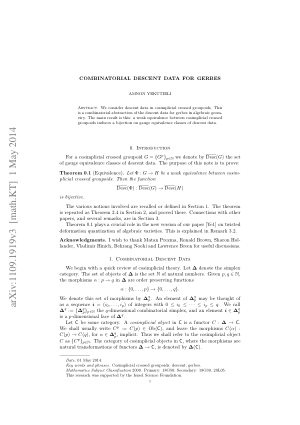 COMBINATORIAL DESCENT DATA FOR GERBES
AMNON YEKUTIELI
Abstract. We consider descent data in cosimplicial crossed groupoids. This
is a combinatorial abstraction of the descent data for gerbes in algebraic geom-
etry. The main result is this: a weak equivalence between cosimplicial crossed
groupoids induces a bijection on gauge equivalence classes of descent data.
0. Introduction
For a cosimplicial crossed groupoid G = {G^p}_{p∈ℕ} we denote by \overline{Desc}(G) the set
of gauge equivalence classes of descent data. The purpose of this note is to prove:
Theorem 0.1 (Equivalence). Let Φ : G → H be a weak equivalence between cosim-
plicial crossed groupoids. Then the function
\overline{Desc}(Φ) : \overline{Desc}(G) → \overline{Desc}(H)
is bijective.
The various notions involved are recalled or defined in Section 1. The theorem
is repeated as Theorem 2.4 in Section 2, and proved there. Connections with other
papers, and several remarks, are in Section 3.
Theorem 0.1 plays a crucial role in the new version of our paper [Ye4] on twisted
deformation quantization of algebraic varieties. This is explained in Remark 3.2.
Acknowledgments. I wish to thank Matan Prezma, Ronald Brown, Sharon Hol-
lander, Vladimir Hinich, Behrang Noohi and Lawrence Breen for useful discussions.
1. Combinatorial Descent Data
We begin with a quick review of cosimplicial theory. Let Δ denote the simplex
category. The set of objects of Δ is the set ℕ of natural numbers. Given p, q ∈ ℕ,
the morphisms α : p → q in Δ are order preserving functions
α : {0, . . . , p} → {0, . . . , q}.
We denote this set of morphisms by Δ^q_p. An element of Δ^q_p may be thought of
as a sequence i = (i_0, . . . , i_p) of integers with 0 ≤ i_0 ≤ · · · ≤ i_p ≤ q. We call
Δ^q = {Δ^q_p}_{p∈ℕ} the q-dimensional combinatorial simplex, and an element i ∈ Δ^q_p
is a p-dimensional face of Δ^q.
Let C be some category. A cosimplicial object in C is a functor C : Δ → C.
We shall usually write C^p := C(p) ∈ Ob(C), and leave the morphisms C(α) :
C(p) → C(q), for α ∈ Δ^q_p, implicit. Thus we shall refer to the cosimplicial object
C as {C^p}_{p∈ℕ}. The category of cosimplicial objects in C, where the morphisms are
natural transformations of functors Δ → C, is denoted by Δ(C).
Date: 01 May 2014.
Key words and phrases. Cosimplicial crossed groupoids, descent, gerbes.
This research was supported by the Israel Science Foundation.
1
arXiv:1109.1919v3 [math.KT] 1 May 2014